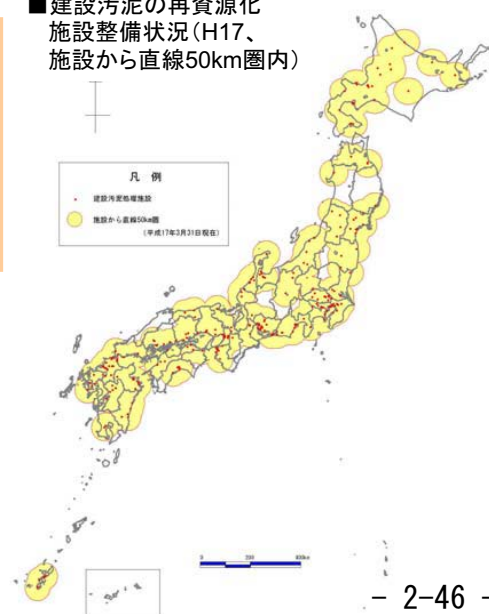 ■建設汚泥の再資源化
施設整備状況（H17、
施設から直線50km圏内）
凡 例
建設汚泥処理施設
施設から直線50km圏
(平成17年3月31日現在)
0
－ 2-46 －